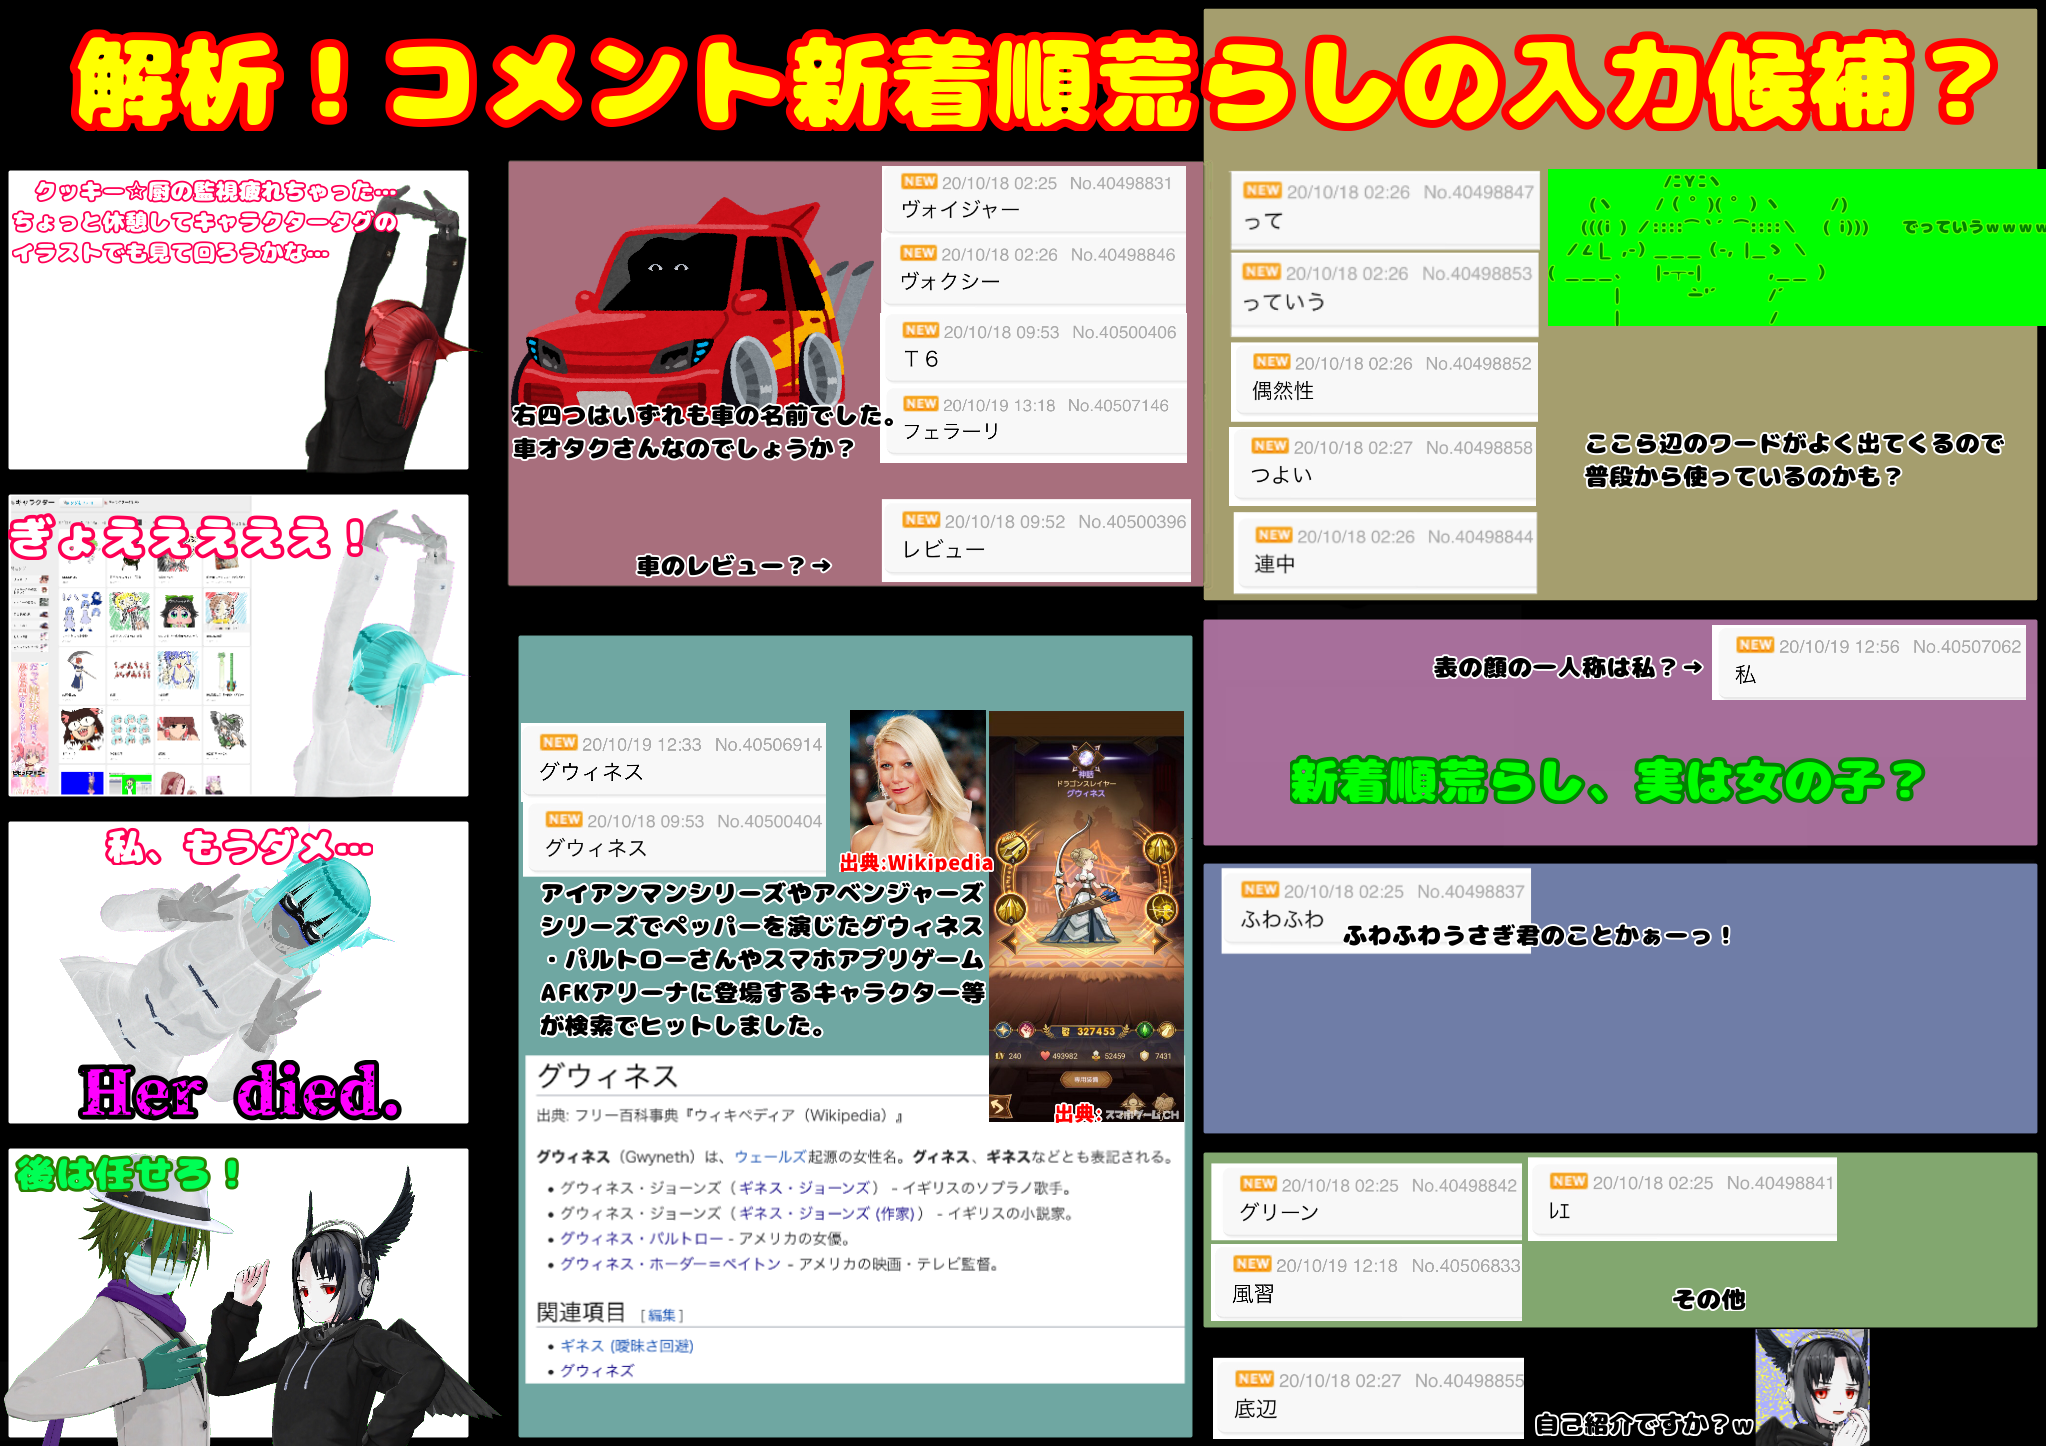 解析！コメント新着順荒らしの入力候補？
クッキー☆厨の監視疲れちゃった…
ちょっと休憩してキャラクタータグの
イラストでも見て回ろうかな…
ぎょえええええ！
私、もうダメ…
Her died.
後は任せろ！
NEW 20/10/18 02:25 No.40498831
ヴォイジャー
NEW 20/10/18 02:26 No.40498846
ヴォクシー
NEW 20/10/18 09:53 No.40500406
Ｔ６
NEW 20/10/19 13:18 No.40507146
フェラーリ
右四つはいずれも車の名前でした。
車オタクさんなのでしょうか？
NEW 20/10/18 09:52 No.40500396
レビュー
車のレビュー？→
NEW 20/10/19 12:33 No.40506914
グウィネス
NEW 20/10/18 09:53 No.40500404
グウィネス
出典:Wikipedia
神話
ドラゴンスレイヤー
グウィネス
327453
LV 240 493982 52459 7431
専用装備
出典:スマホゲームCH
アイアンマンシリーズやアベンジャーズ
シリーズでペッパーを演じたグウィネス
・パルトローさんやスマホアプリゲーム
AFKアリーナに登場するキャラクター等
が検索でヒットしました。
グウィネス
出典: フリー百科事典『ウィキペディア（Wikipedia）』
グウィネス（Gwyneth）は、ウェールズ起源の女性名。グィネス、ギネスなどとも表記される。
• グウィネス・ジョーンズ（ギネス・ジョーンズ） - イギリスのソプラノ歌手。
• グウィネス・ジョーンズ（ギネス・ジョーンズ (作家)） - イギリスの小説家。
• グウィネス・パルトロー - アメリカの女優。
• グウィネス・ホーダー＝ペイトン - アメリカの映画・テレビ監督。
関連項目 [編集]
• ギネス (曖昧さ回避)
• グウィネズ
NEW 20/10/18 02:26 No.40498847
って
NEW 20/10/18 02:26 No.40498853
っていう
NEW 20/10/18 02:26 No.40498852
偶然性
NEW 20/10/18 02:27 No.40498858
つよい
NEW 20/10/18 02:26 No.40498844
連中
でっていうｗｗｗｗ
ここら辺のワードがよく出てくるので
普段から使っているのかも？
表の顔の一人称は私？→
NEW 20/10/19 12:56 No.40507062
私
新着順荒らし、実は女の子？
NEW 20/10/18 02:25 No.40498837
ふわふわ
ふわふわうさぎ君のことかぁーっ！
NEW 20/10/18 02:25 No.40498842
グリーン
NEW 20/10/18 02:25 No.40498841
ﾚｴ
NEW 20/10/19 12:18 No.40506833
風習
その他
NEW 20/10/18 02:27 No.40498855
底辺
自己紹介ですか？ｗ